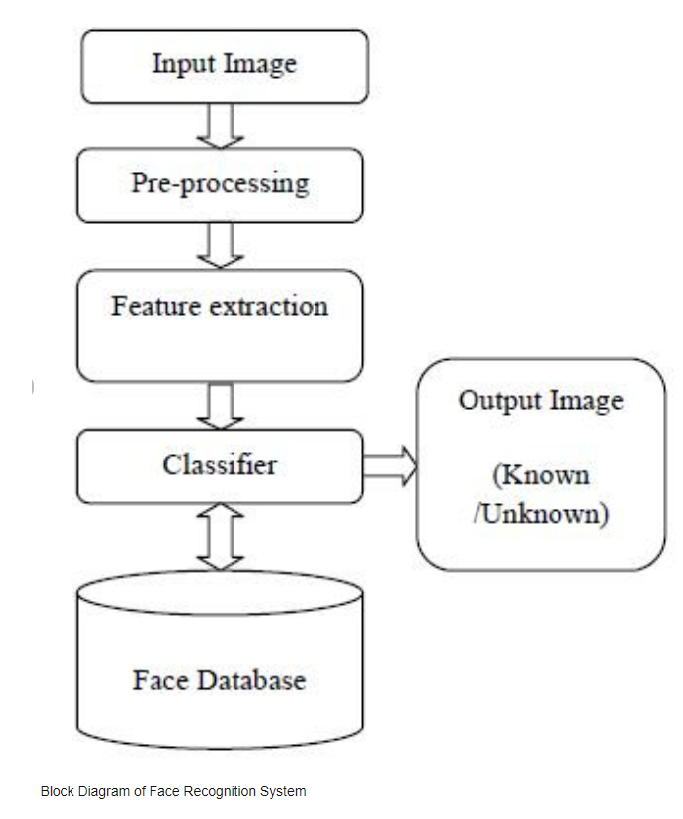 Input Image
Pre-processing
Feature extraction
Classifier
Output Image
(Known
/Unknown)
Face Database
Block Diagram of Face Recognition System